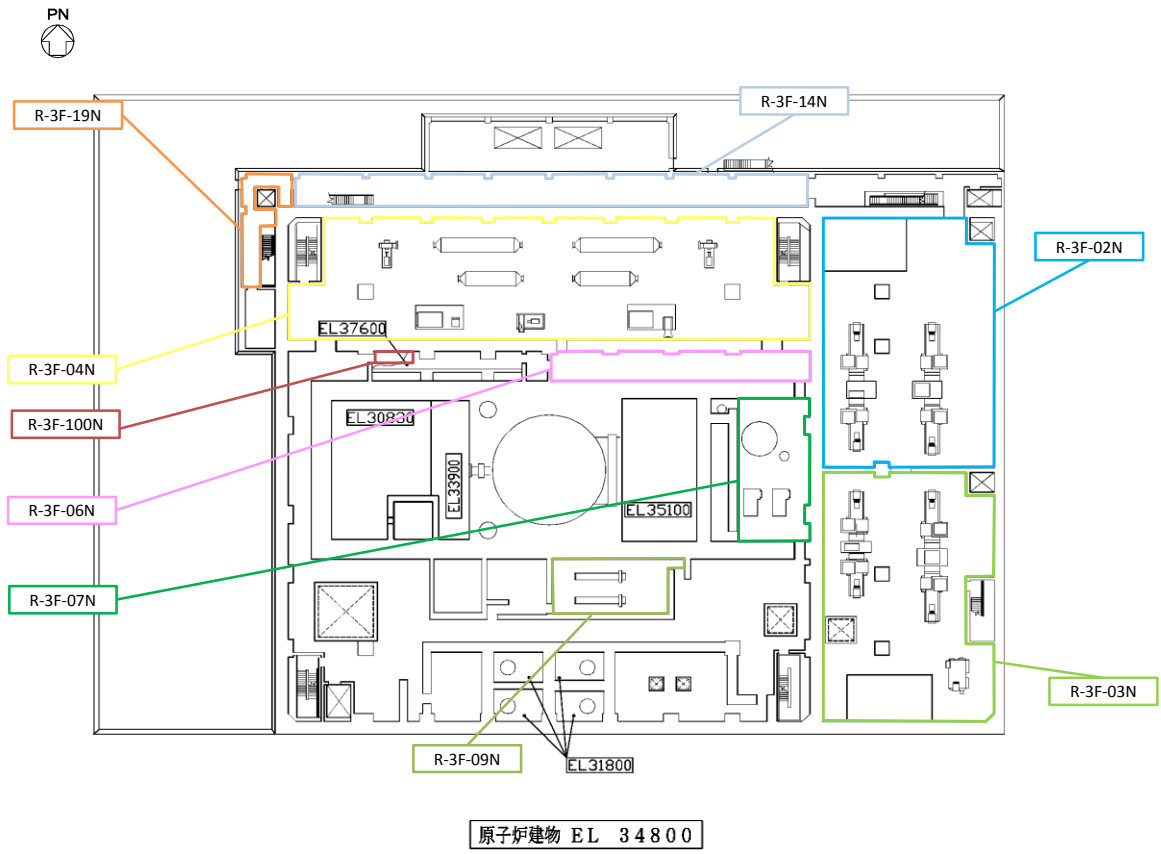 PN
R-3F-19N
R-3F-14N
R-3F-02N
EL37600
R-3F-04N
R-3F-100N
EL30830
EL33900
EL35100
R-3F-06N
R-3F-07N
R-3F-03N
R-3F-09N
EL31800
原子炉建物 EL 34800